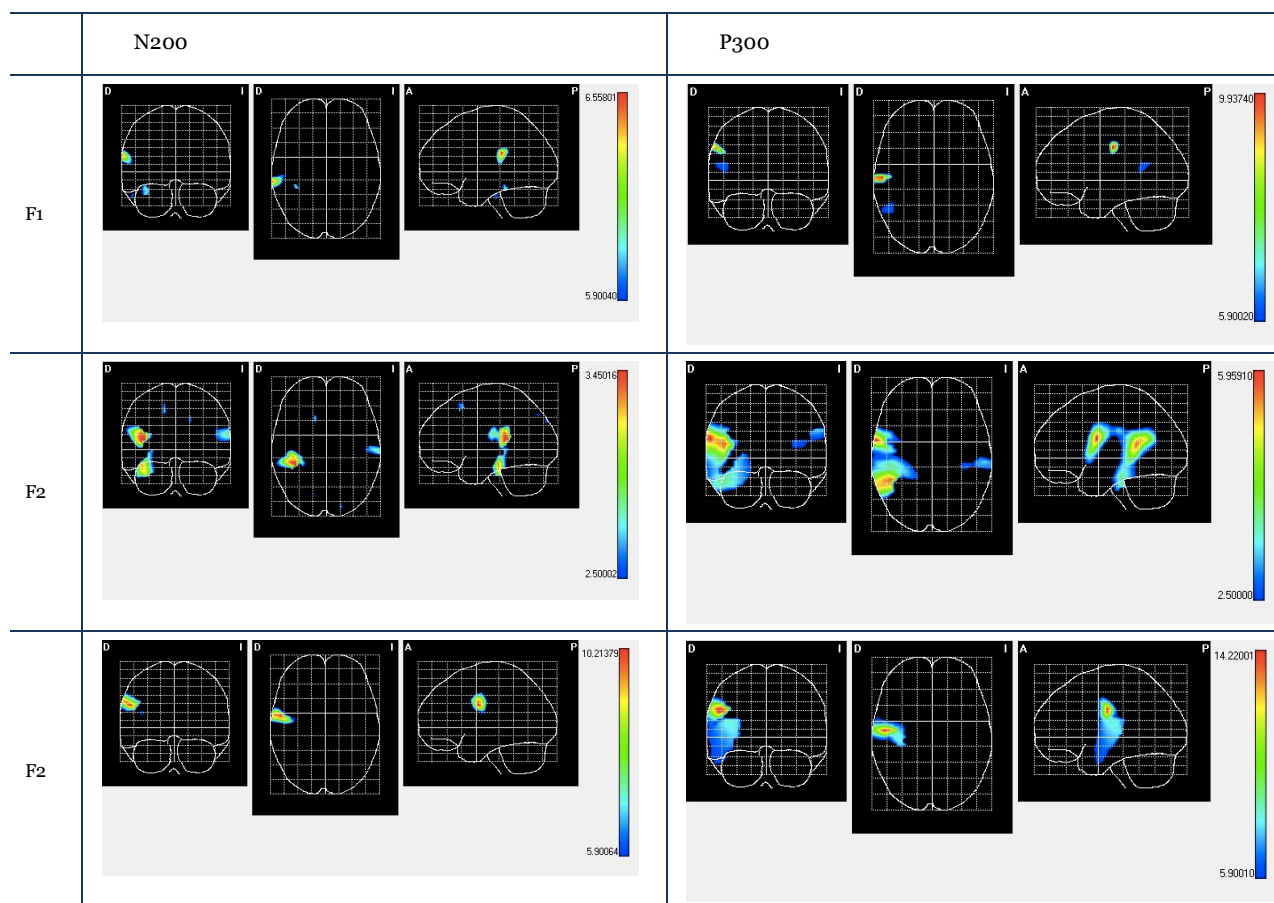 N200 P300
F1
D I D I A P 6.55801 5.90040
D I D I A P 9.93740 5.90020
F2
D I D I A P 3.45016 2.50002
D I D I A P 5.95910 2.50000
F2
D I D I A P 10.21379 5.90064
D I D I A P 14.22001 5.90010